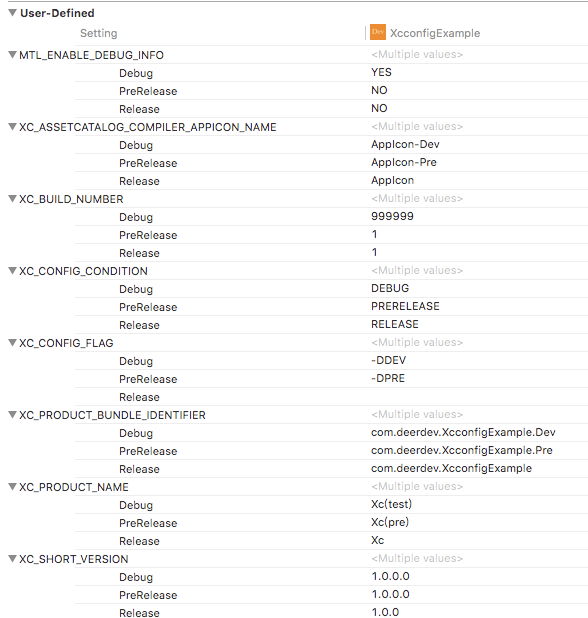 User-Defined
Setting Dev XcconfigExample
MTL_ENABLE_DEBUG_INFO <Multiple values>
Debug YES
PreRelease NO
Release NO
XC_ASSETCATALOG_COMPILER_APPICON_NAME <Multiple values>
Debug AppIcon-Dev
PreRelease AppIcon-Pre
Release AppIcon
XC_BUILD_NUMBER <Multiple values>
Debug 999999
PreRelease 1
Release 1
XC_CONFIG_CONDITION <Multiple values>
Debug DEBUG
PreRelease PRERELEASE
Release RELEASE
XC_CONFIG_FLAG <Multiple values>
Debug -DDEV
PreRelease -DPRE
Release
XC_PRODUCT_BUNDLE_IDENTIFIER <Multiple values>
Debug com.deerdev.XcconfigExample.Dev
PreRelease com.deerdev.XcconfigExample.Pre
Release com.deerdev.XcconfigExample
XC_PRODUCT_NAME <Multiple values>
Debug Xc(test)
PreRelease Xc(pre)
Release Xc
XC_SHORT_VERSION <Multiple values>
Debug 1.0.0.0
PreRelease 1.0.0.0
Release 1.0.0